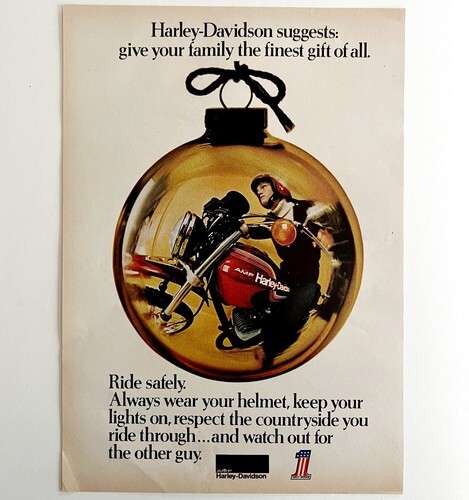 Harley-Davidson suggests:
give your family the finest gift of all.
AMF Harley-Davidson
Ride safely.
Always wear your helmet, keep your
lights on, respect the countryside you
ride through...and watch out for
the other guy.
AMF
Harley-Davidson
1